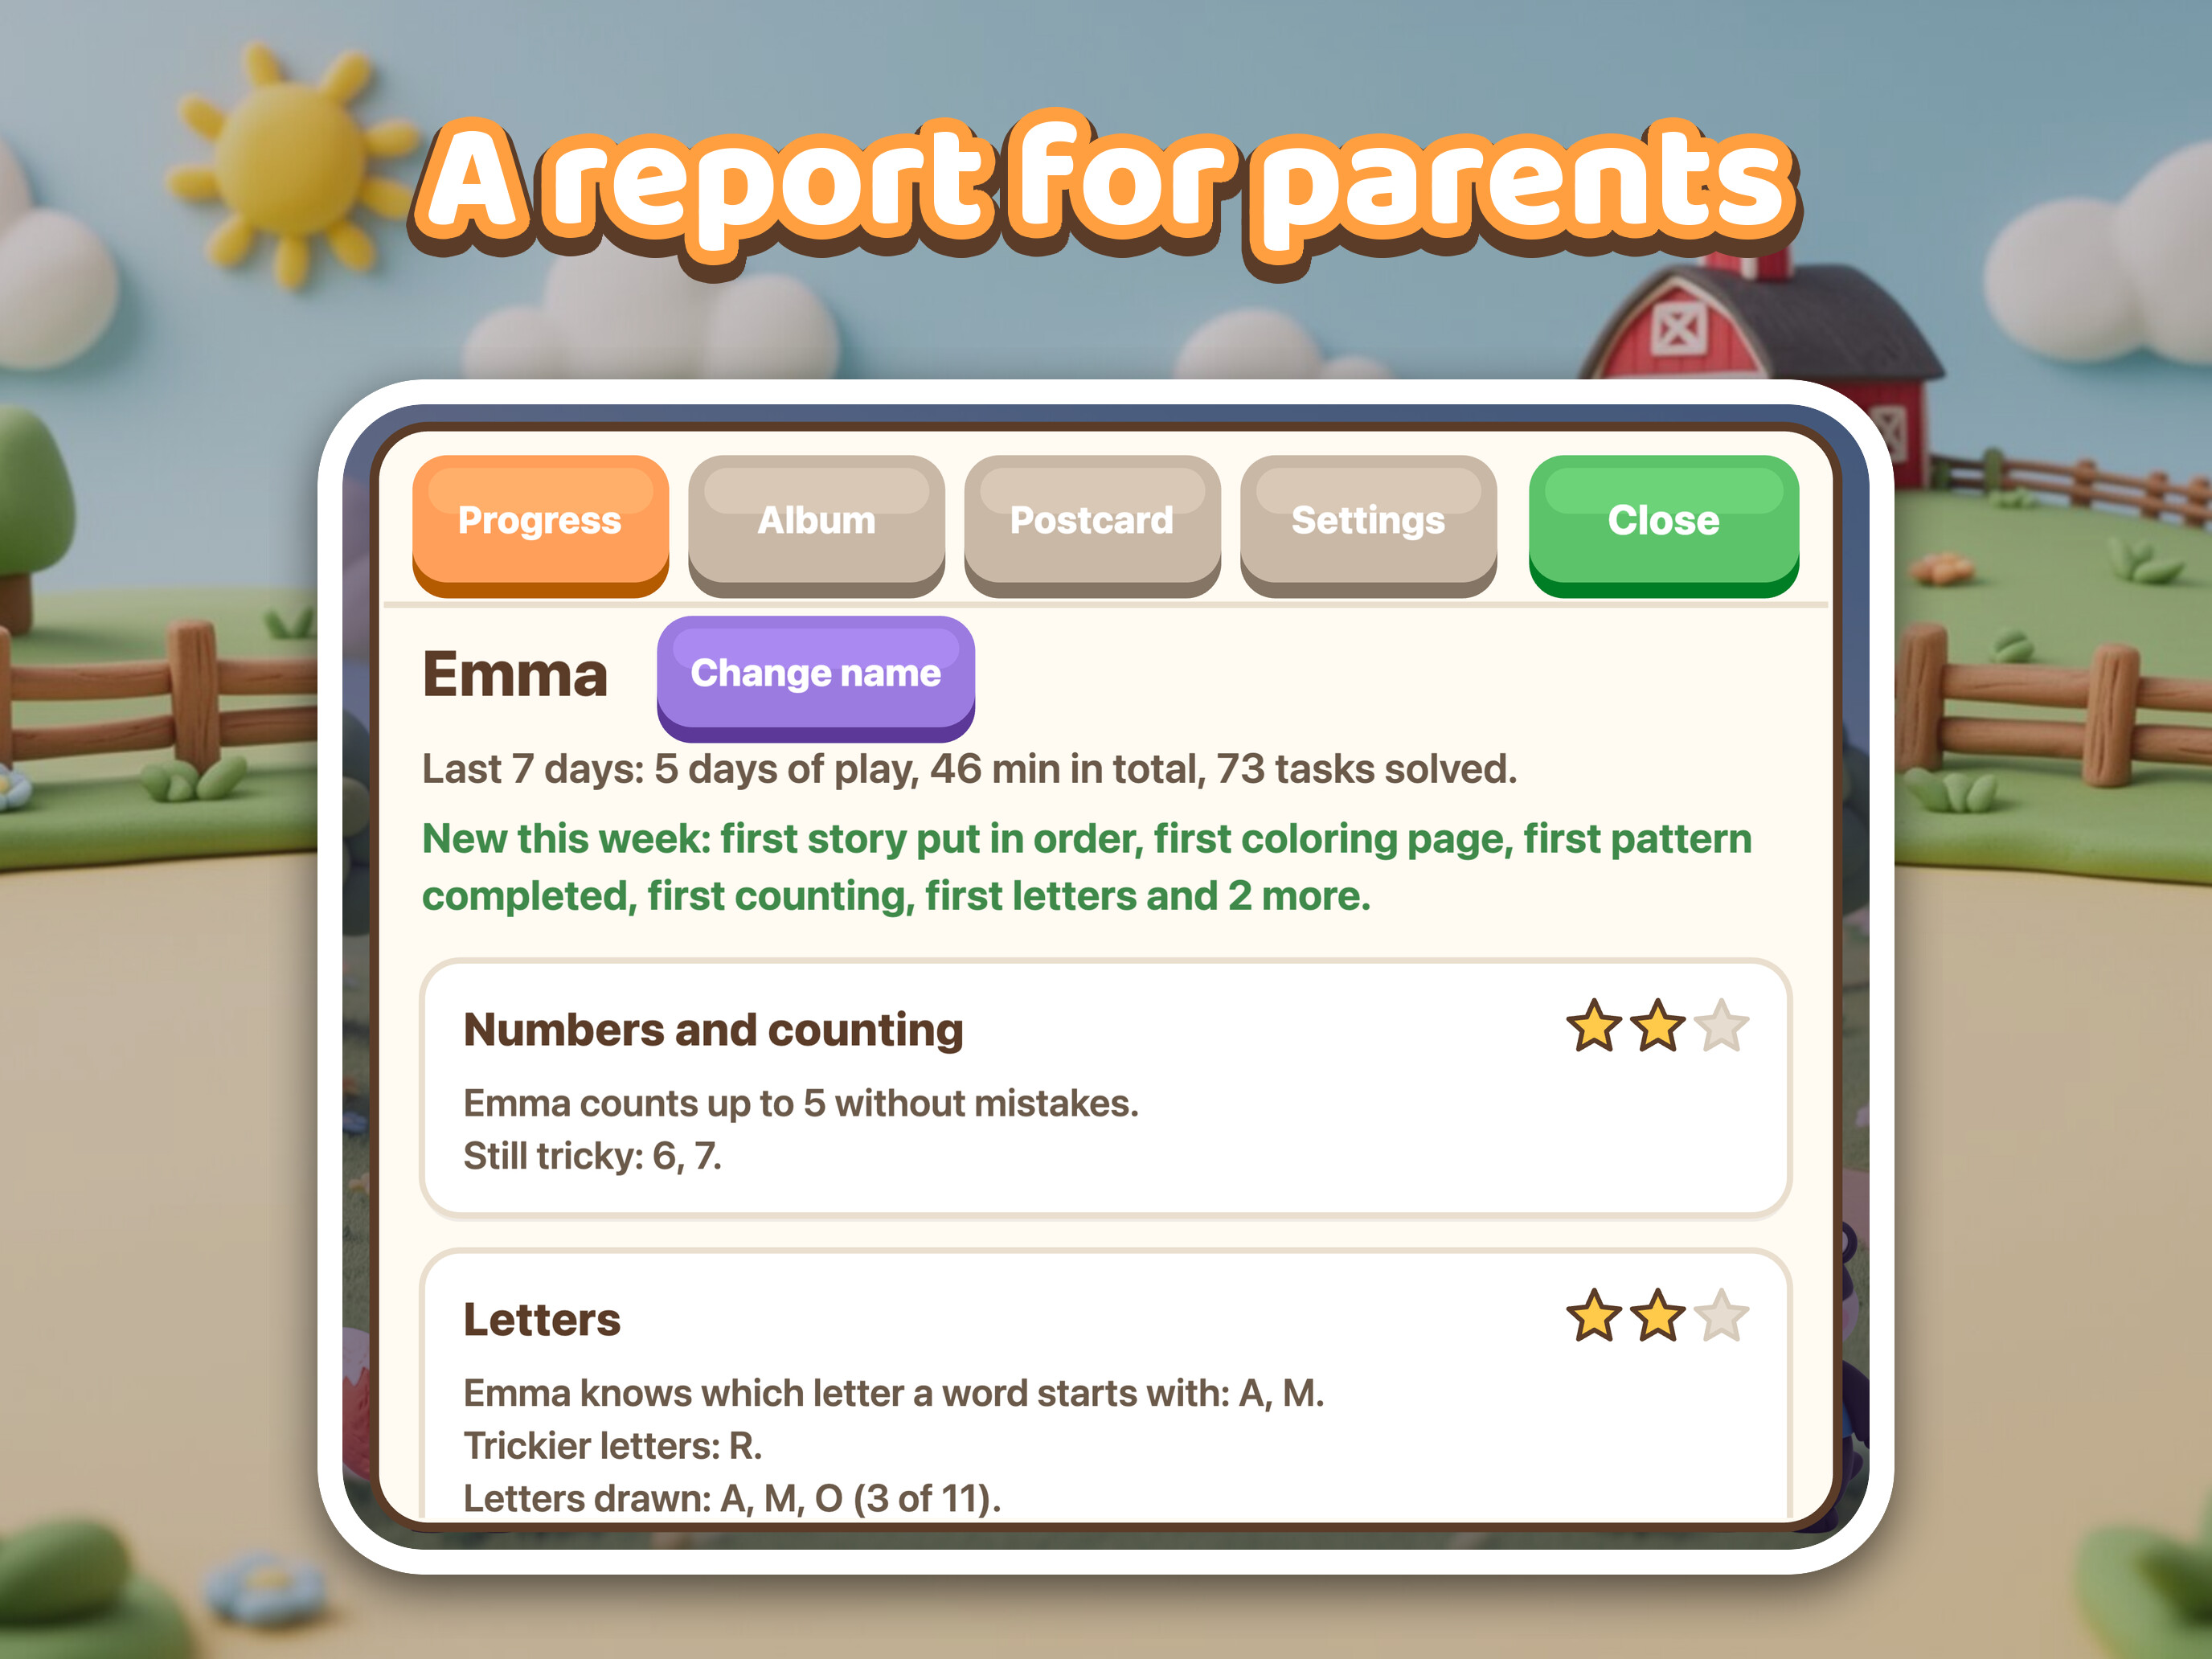 A report for parents
Progress
Album
Postcard
Settings
Close
Emma
Change name
Last 7 days: 5 days of play, 46 min in total, 73 tasks solved.
New this week: first story put in order, first coloring page, first pattern
completed, first counting, first letters and 2 more.
Numbers and counting
Emma counts up to 5 without mistakes.
Still tricky: 6, 7.
Letters
Emma knows which letter a word starts with: A, M.
Trickier letters: R.
Letters drawn: A, M, O (3 of 11).